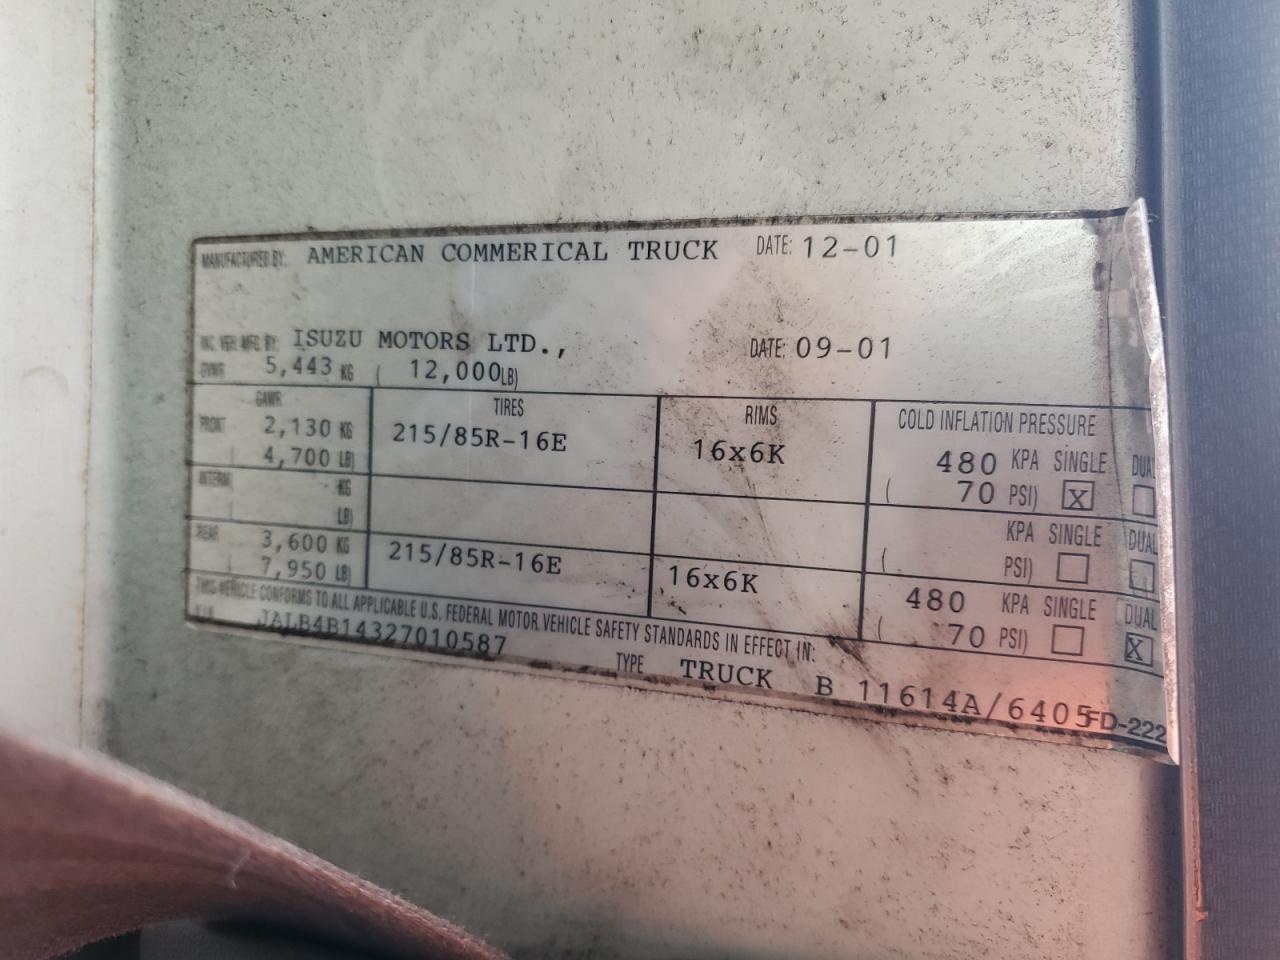 MANUFACTURED BY: AMERICAN COMMERICAL TRUCK DATE: 12-01
INC. VEH. MFG. BY: ISUZU MOTORS LTD., DATE: 09-01
GVWR 5,443 KG ( 12,000 LB)
GAWR TIRES RIMS COLD INFLATION PRESSURE
FRONT 2,130 KG 215/85R-16E 16x6K 480 KPA SINGLE DUAL
( 4,700 LB) ( 70 PSI) X
INTERM KG KPA SINGLE DUAL
( LB) ( PSI)
REAR 3,600 KG 215/85R-16E 16x6K 480 KPA SINGLE DUAL
( 7,950 LB) ( 70 PSI) X
THIS VEHICLE CONFORMS TO ALL APPLICABLE U.S. FEDERAL MOTOR VEHICLE SAFETY STANDARDS IN EFFECT IN:
V.I.N. JALB4B14327010587 TYPE TRUCK B 11614A/6405 FD-222